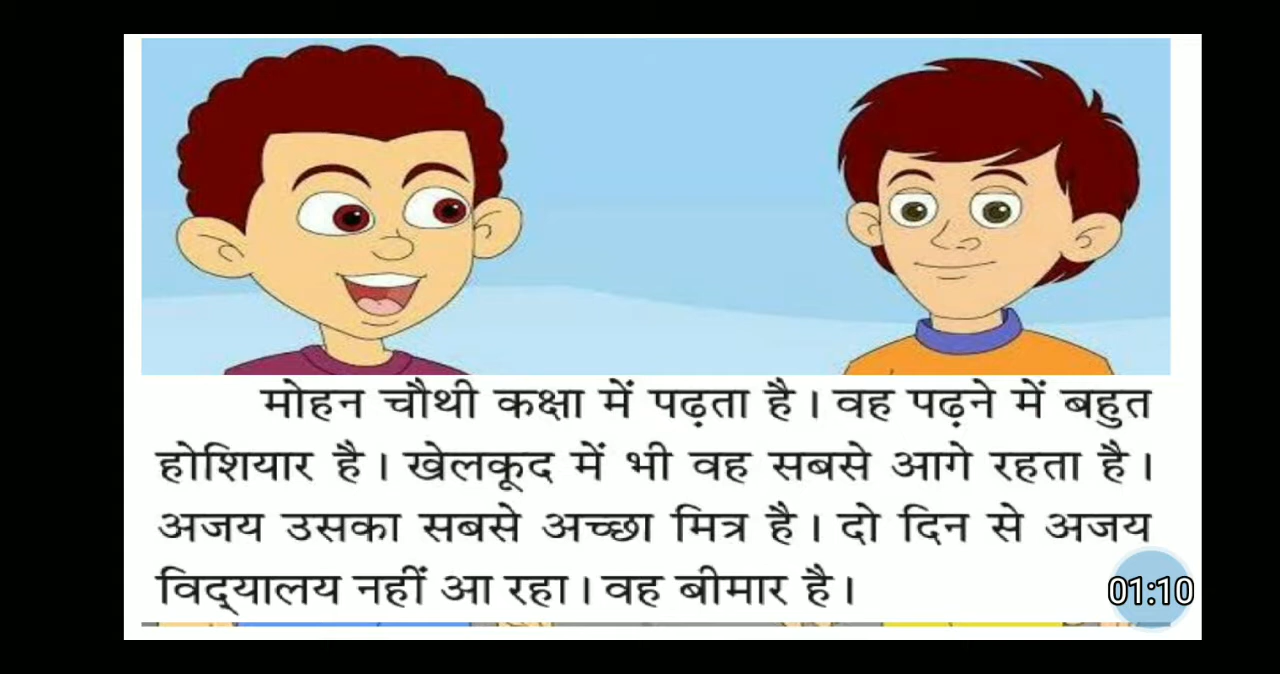 मोहन चौथी कक्षा में पढ़ता है। वह पढ़ने में बहुत
होशियार है। खेलकूद में भी वह सबसे आगे रहता है।
अजय उसका सबसे अच्छा मित्र है। दो दिन से अजय
विद्‌यालय नहीं आ रहा। वह बीमार है।
01:10